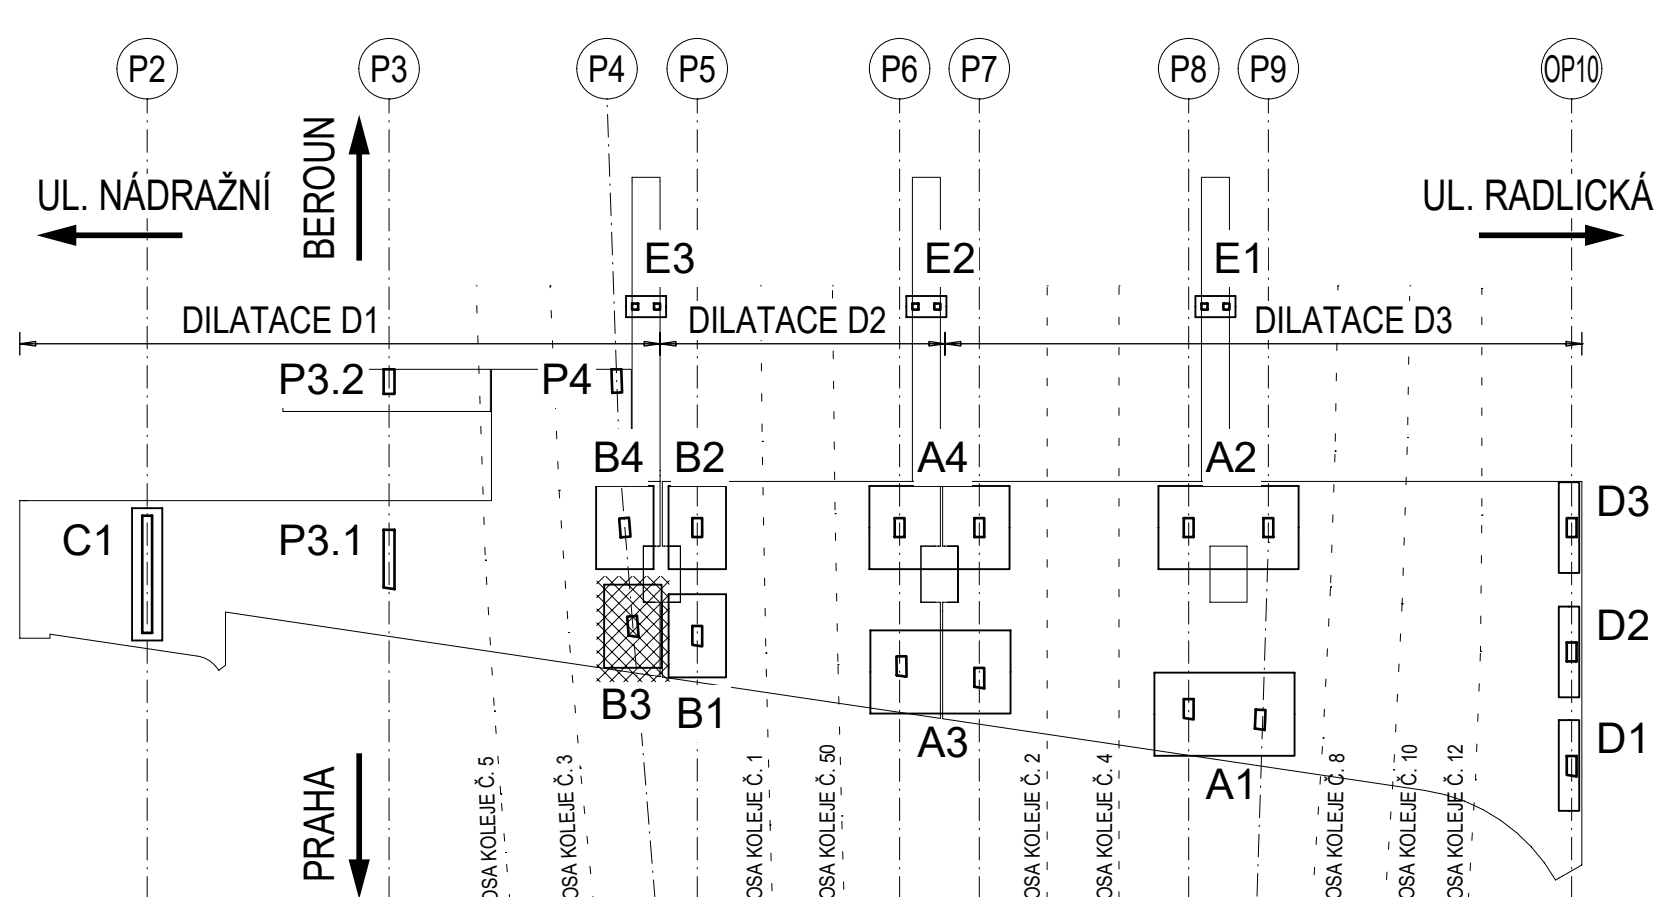 P2 P3 P4 P5 P6 P7 P8 P9 OP10
BEROUN
UL. NÁDRAŽNÍ
UL. RADLICKÁ
E3 E2 E1
DILATACE D1 DILATACE D2 DILATACE D3
P3.2 P4
B4 B2 A4 A2
C1 P3.1 D3
D2
B3 B1 A3 D1
A1
PRAHA
OSA KOLEJE Č. 5
OSA KOLEJE Č. 3
OSA KOLEJE Č. 1
OSA KOLEJE Č. 50
OSA KOLEJE Č. 2
OSA KOLEJE Č. 4
OSA KOLEJE Č. 8
OSA KOLEJE Č. 10
OSA KOLEJE Č. 12